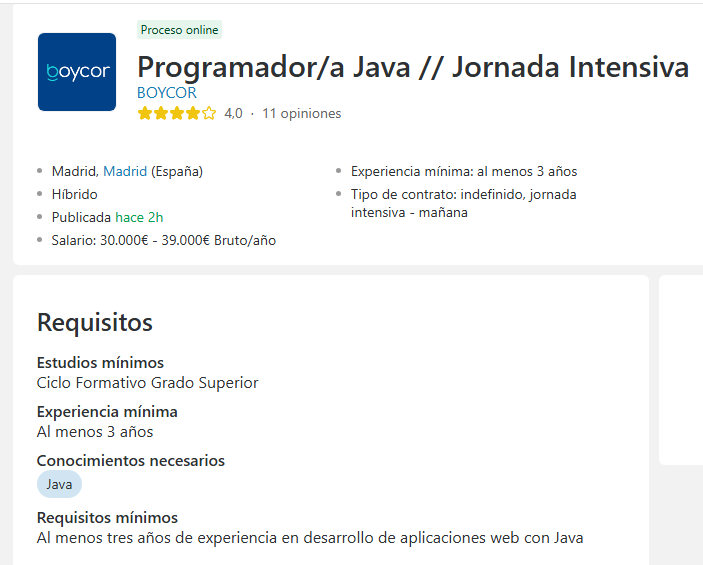 Proceso online
boycor
Programador/a Java // Jornada Intensiva
BOYCOR
4,0 · 11 opiniones
Madrid, Madrid (España)
Híbrido
Publicada hace 2h
Salario: 30.000€ - 39.000€ Bruto/año
Experiencia mínima: al menos 3 años
Tipo de contrato: indefinido, jornada
intensiva - mañana
Requisitos
Estudios mínimos
Ciclo Formativo Grado Superior
Experiencia mínima
Al menos 3 años
Conocimientos necesarios
Java
Requisitos mínimos
Al menos tres años de experiencia en desarrollo de aplicaciones web con Java